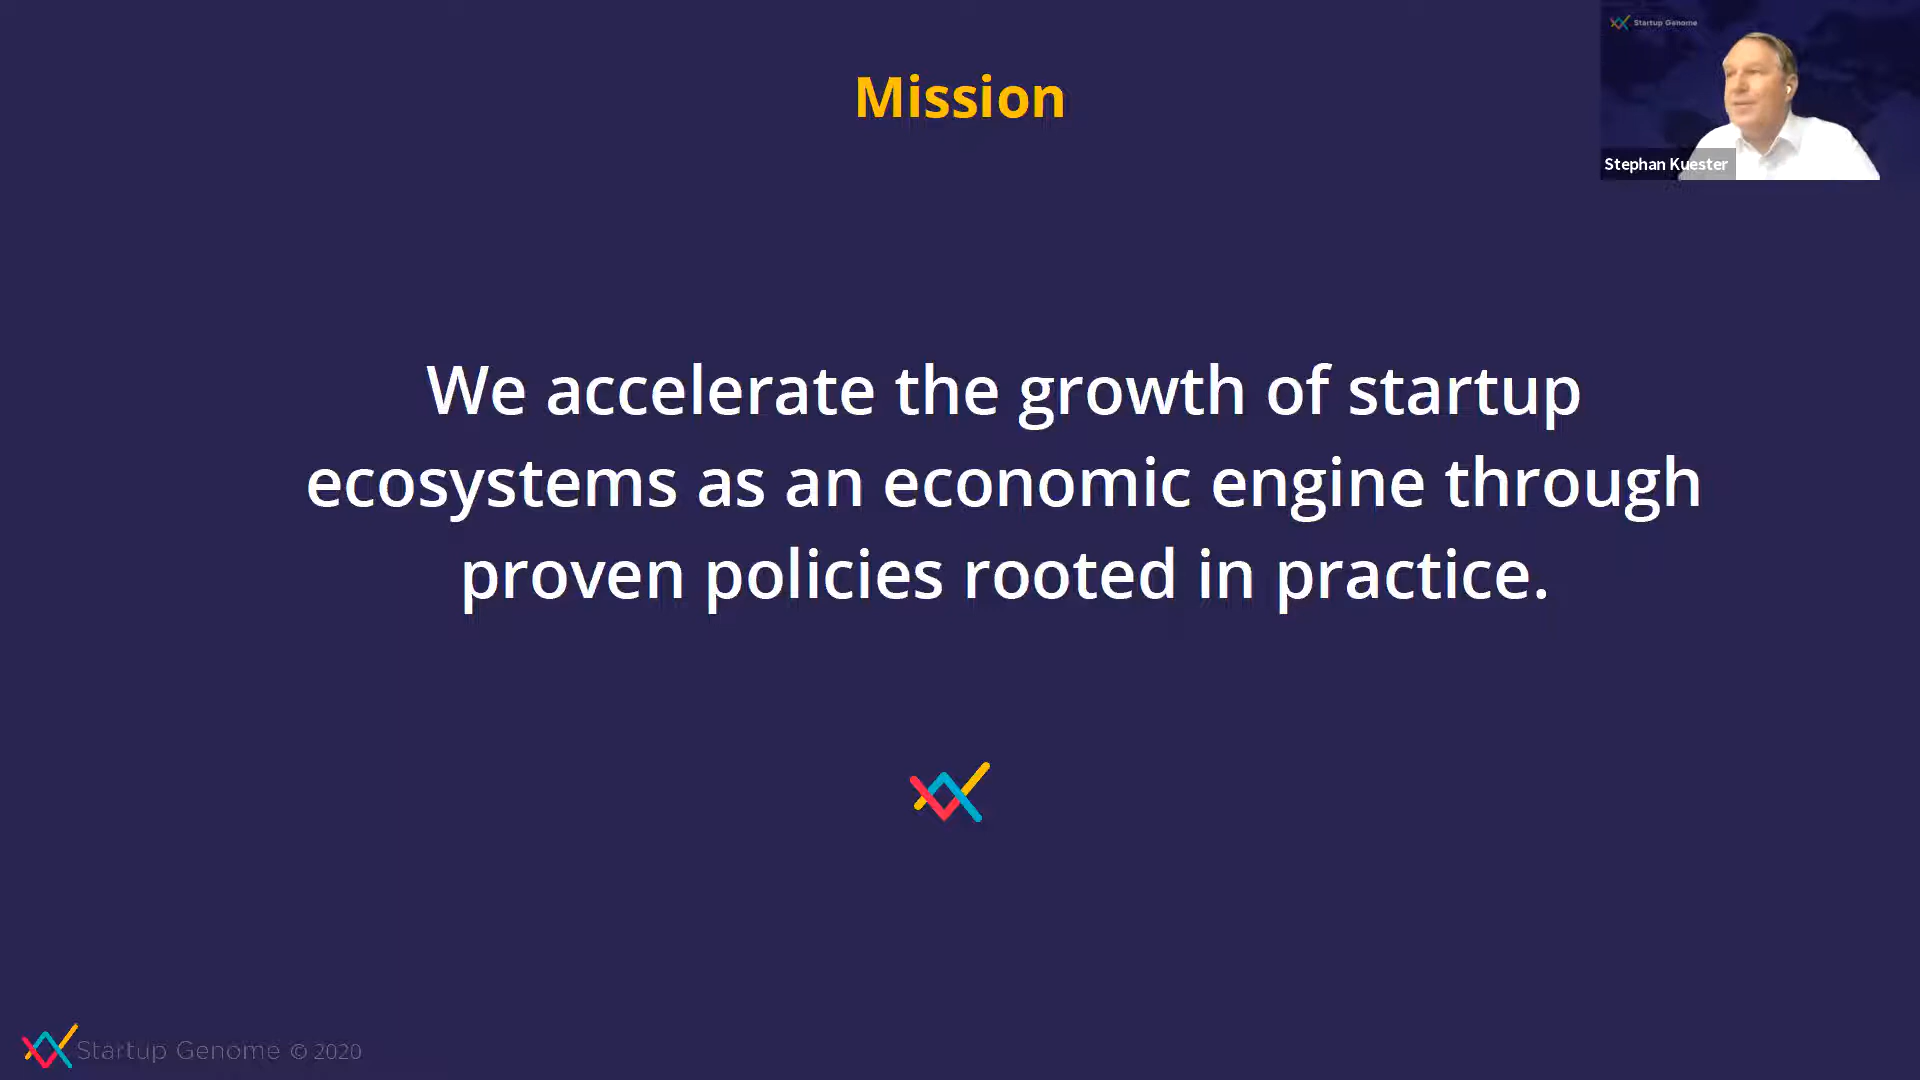 Mission
Startup Genome
Stephan Kuester
We accelerate the growth of startup
ecosystems as an economic engine through
proven policies rooted in practice.
Startup Genome © 2020